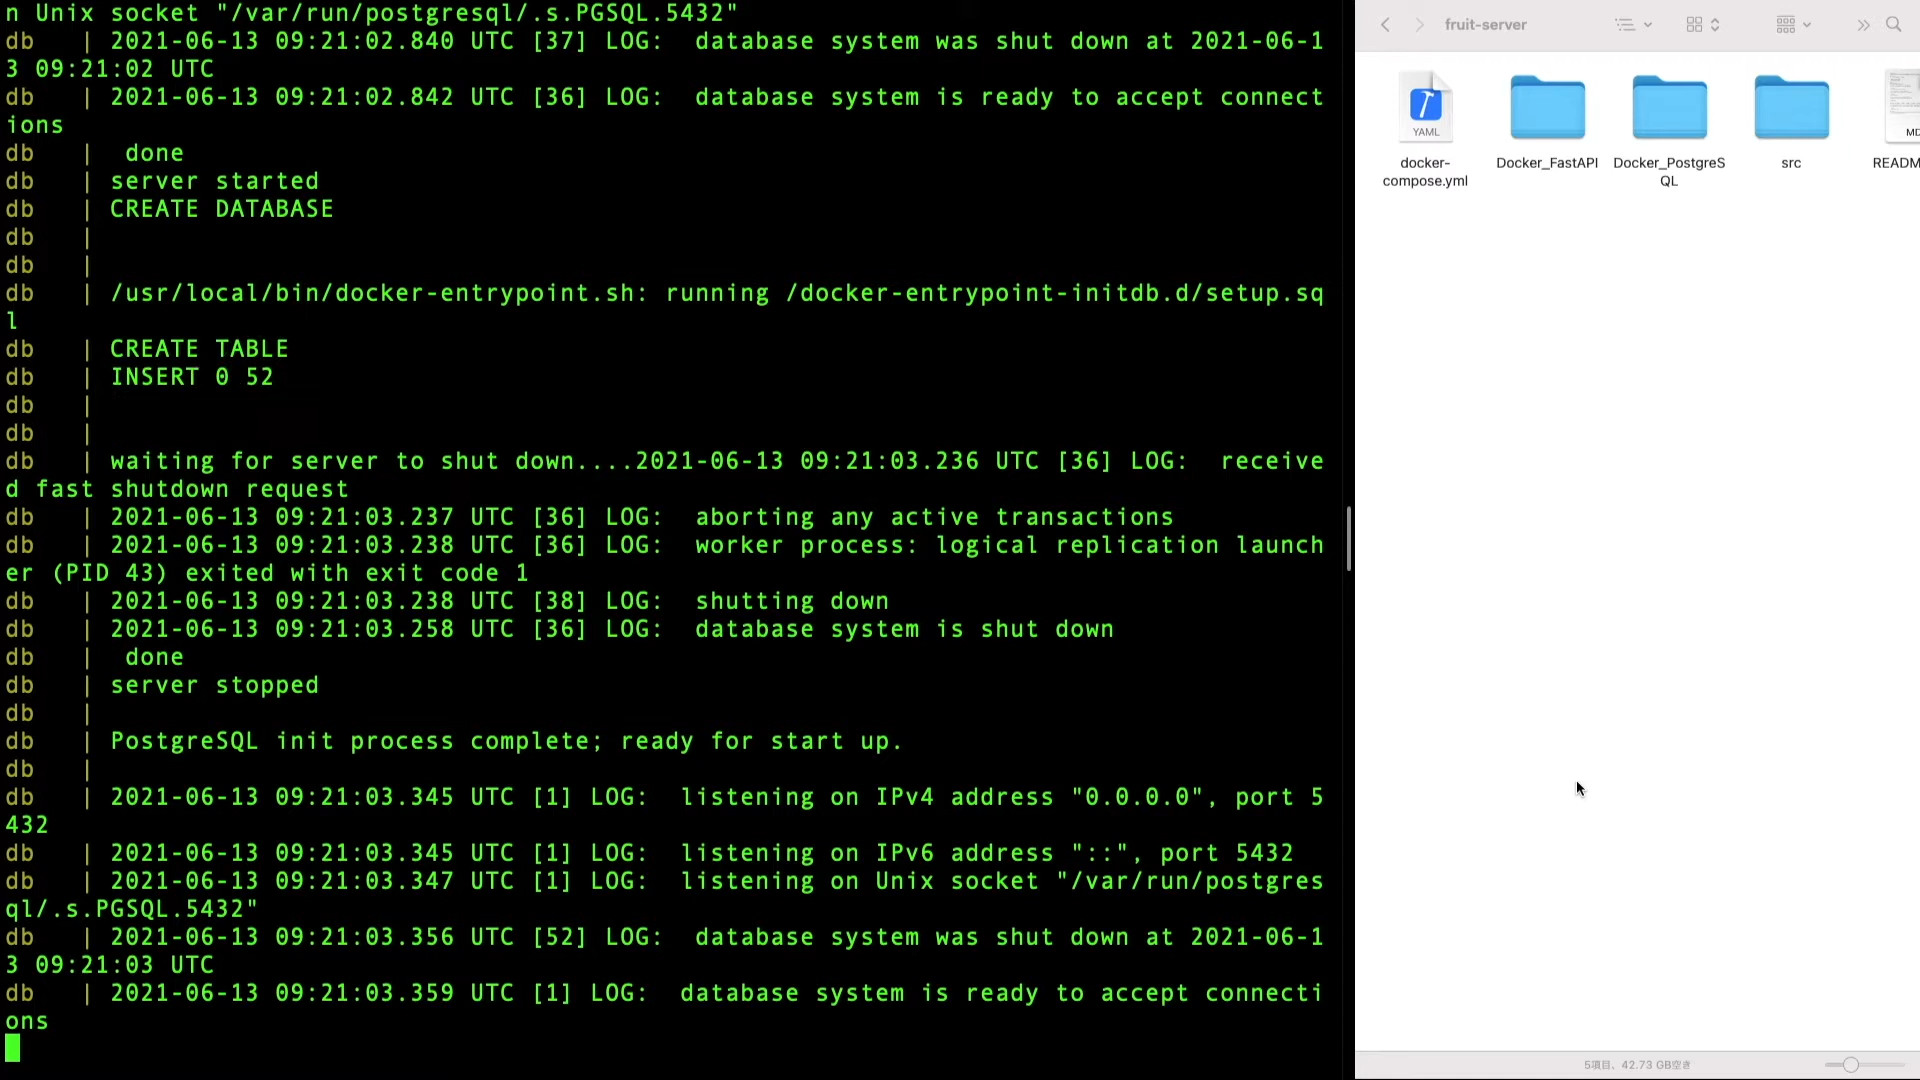 n Unix socket "/var/run/postgresql/.s.PGSQL.5432"
db | 2021-06-13 09:21:02.840 UTC [37] LOG: database system was shut down at 2021-06-1
3 09:21:02 UTC
db | 2021-06-13 09:21:02.842 UTC [36] LOG: database system is ready to accept connect
ions
db | done
db | server started
db | CREATE DATABASE
db |
db |
db | /usr/local/bin/docker-entrypoint.sh: running /docker-entrypoint-initdb.d/setup.sq
l
db | CREATE TABLE
db | INSERT 0 52
db |
db |
db | waiting for server to shut down....2021-06-13 09:21:03.236 UTC [36] LOG: receive
d fast shutdown request
db | 2021-06-13 09:21:03.237 UTC [36] LOG: aborting any active transactions
db | 2021-06-13 09:21:03.238 UTC [36] LOG: worker process: logical replication launch
er (PID 43) exited with exit code 1
db | 2021-06-13 09:21:03.238 UTC [38] LOG: shutting down
db | 2021-06-13 09:21:03.258 UTC [36] LOG: database system is shut down
db | done
db | server stopped
db |
db | PostgreSQL init process complete; ready for start up.
db |
db | 2021-06-13 09:21:03.345 UTC [1] LOG: listening on IPv4 address "0.0.0.0", port 5
432
db | 2021-06-13 09:21:03.345 UTC [1] LOG: listening on IPv6 address "::", port 5432
db | 2021-06-13 09:21:03.347 UTC [1] LOG: listening on Unix socket "/var/run/postgres
ql/.s.PGSQL.5432"
db | 2021-06-13 09:21:03.356 UTC [52] LOG: database system was shut down at 2021-06-1
3 09:21:03 UTC
db | 2021-06-13 09:21:03.359 UTC [1] LOG: database system is ready to accept connecti
ons
fruit-server
YAML
docker-
compose.yml
Docker_FastAPI
Docker_PostgreS
QL
src
MD
READM
5項目、42.73 GB空き